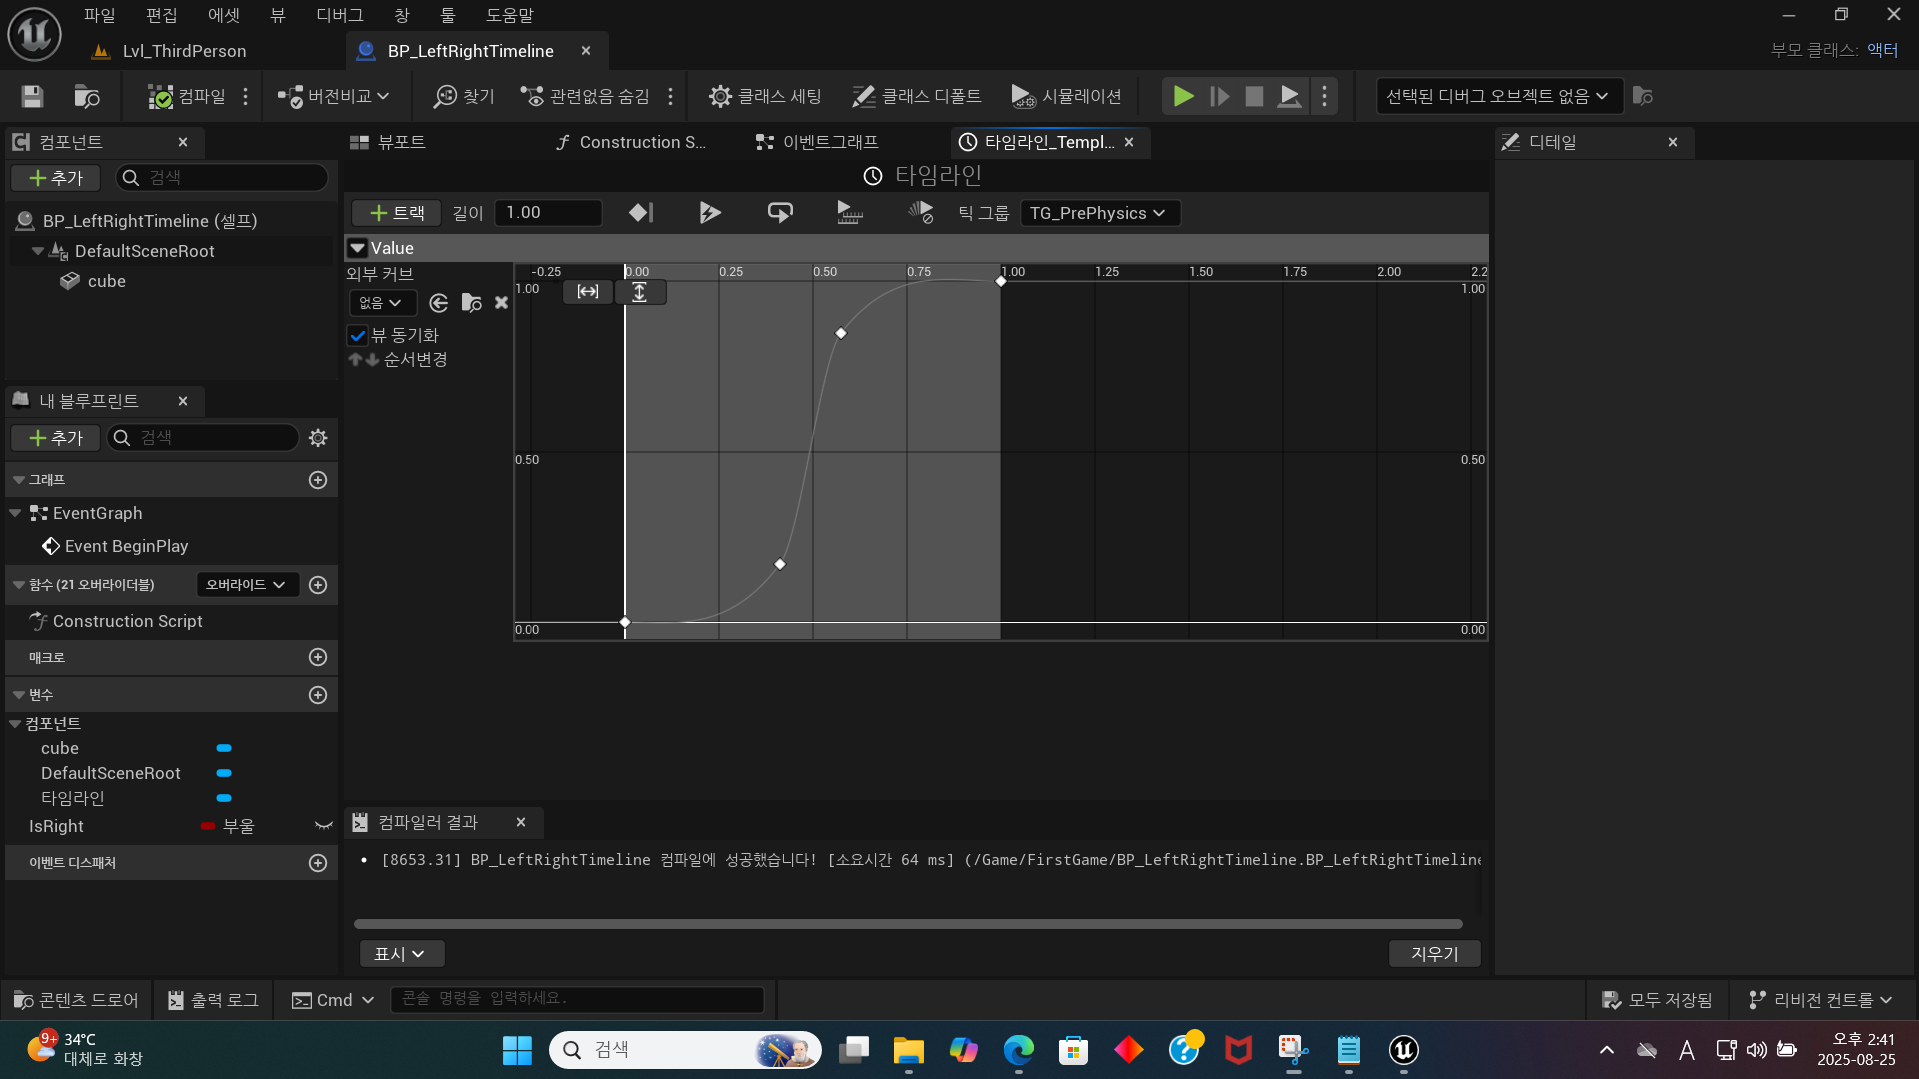 파일 편집 에셋 뷰 디버그 창 툴 도움말
Lvl_ThirdPerson
BP_LeftRightTimeline
부모 클래스: 액터
컴파일
버전비교
찾기
관련없음 숨김
클래스 세팅
클래스 디폴트
시뮬레이션
선택된 디버그 오브젝트 없음
컴포넌트
뷰포트
Construction S...
이벤트그래프
타임라인_Templ...
디테일
추가
검색
타임라인
BP_LeftRightTimeline (셀프)
DefaultSceneRoot
cube
트랙
길이
1.00
틱 그룹
TG_PrePhysics
Value
외부 커브
없음
뷰 동기화
순서변경
-0.25 0.00 0.25 0.50 0.75 1.00 1.25 1.50 1.75 2.00 2.2
1.00 1.00
0.50 0.50
0.00 0.00
내 블루프린트
추가
검색
그래프
EventGraph
Event BeginPlay
함수 (21 오버라이더블)
오버라이드
Construction Script
매크로
변수
컴포넌트
cube
DefaultSceneRoot
타임라인
IsRight
부울
이벤트 디스패처
컴파일러 결과
[8653.31] BP_LeftRightTimeline 컴파일에 성공했습니다! [소요시간 64 ms] (/Game/FirstGame/BP_LeftRightTimeline.BP_LeftRightTimeline
표시
지우기
콘텐츠 드로어
출력 로그
Cmd
콘솔 명령을 입력하세요.
모두 저장됨
리비전 컨트롤
9+
34°C
대체로 화창
검색
A
오후 2:41
2025-08-25